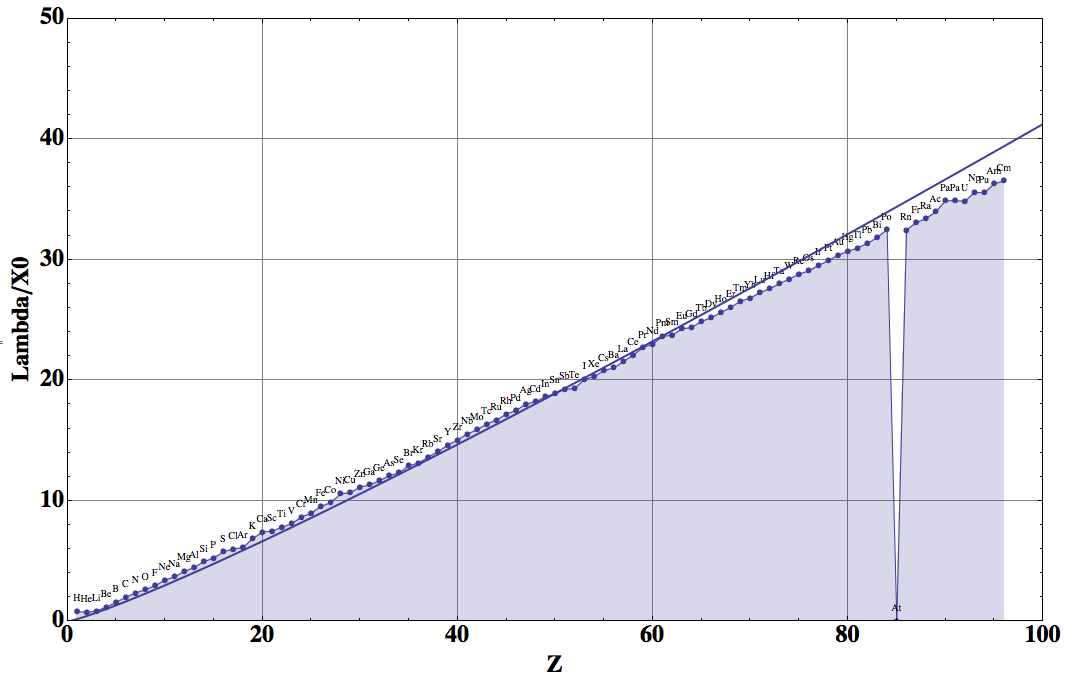 50
40
30
20
10
0
Lambda/X0
H He Li Be B C N O F Ne Na Mg Al Si P S Cl Ar K Ca Sc Ti V Cr Mn Fe Co Ni Cu Zn Ga Ge As Se Br Kr Rb Sr Y Zr Nb Mo Tc Ru Rh Pd Ag Cd In Sn Sb Te I Xe Cs Ba La Ce Pr Nd Pm Sm Eu Gd Tb Dy Ho Er Tm Yb Lu Hf Ta W Re Os Ir Pt Au Hg Tl Pb Bi Po At Rn Fr Ra Ac Pa Pa U Np Pu Am Cm
0 20 40 60 80 100
Z